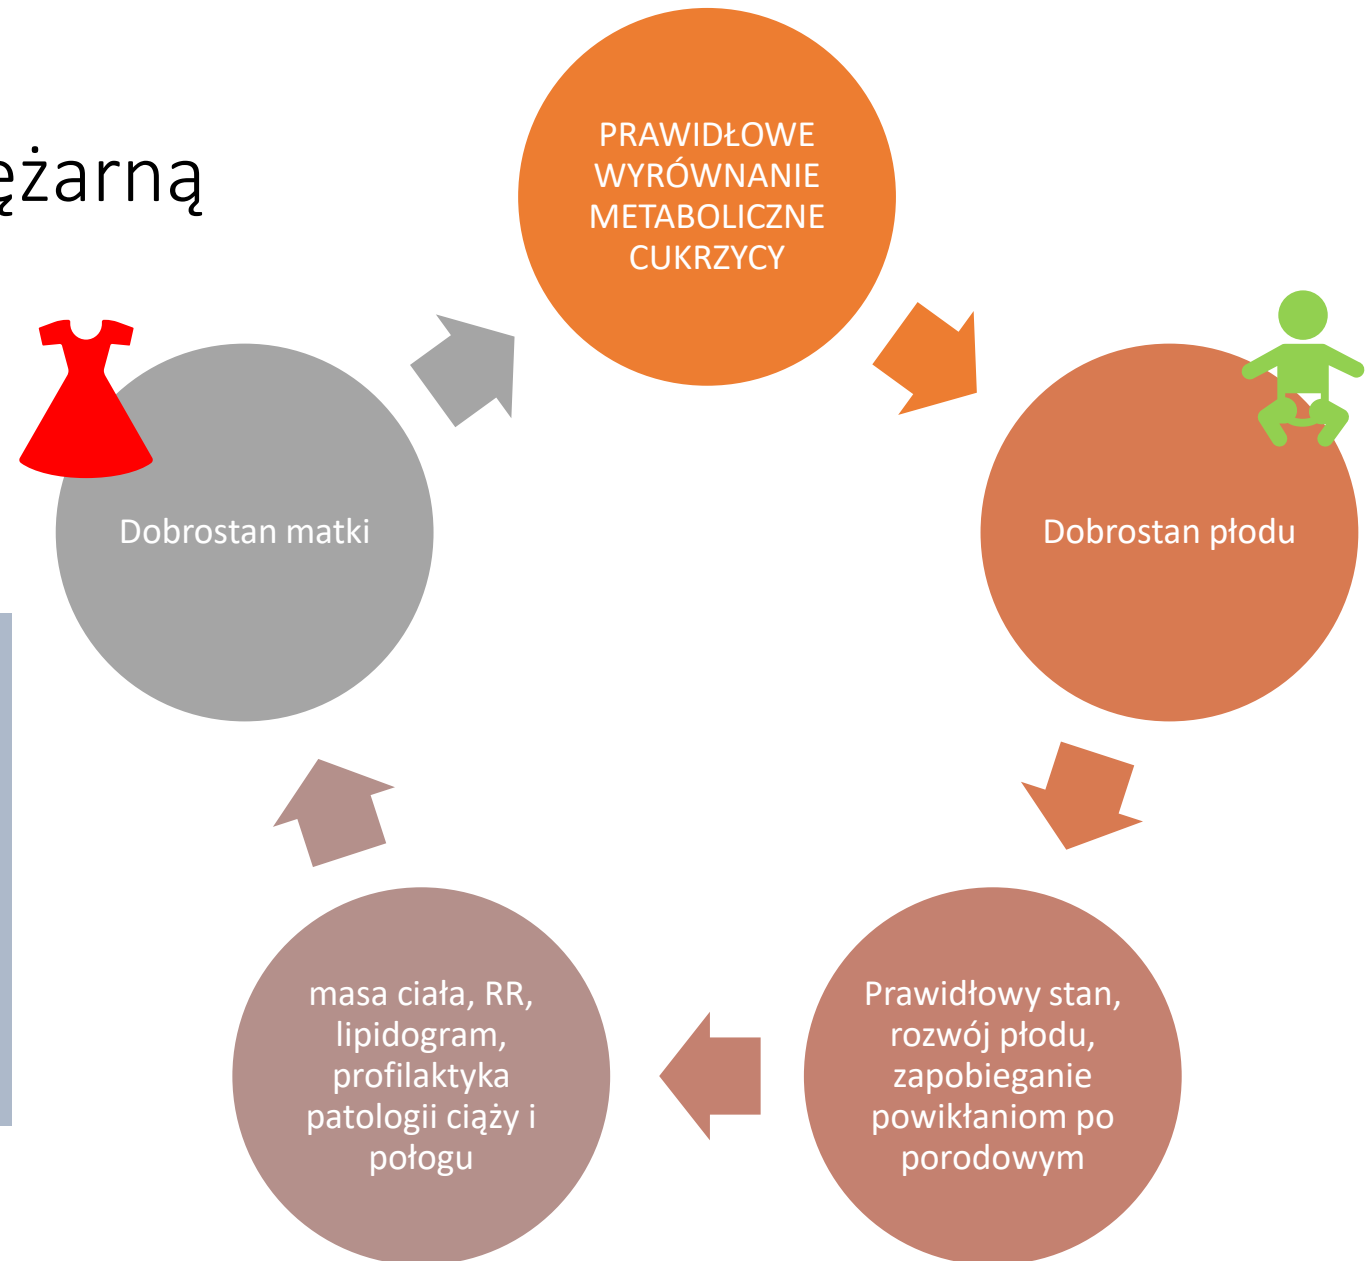 ężarną
PRAWIDŁOWE
WYRÓWNANIE
METABOLICZNE
CUKRZYCY
Dobrostan matki
Dobrostan płodu
masa ciała, RR,
lipidogram,
profilaktyka
patologii ciąży i
połogu
Prawidłowy stan,
rozwój płodu,
zapobieganie
powikłaniom po
porodowym